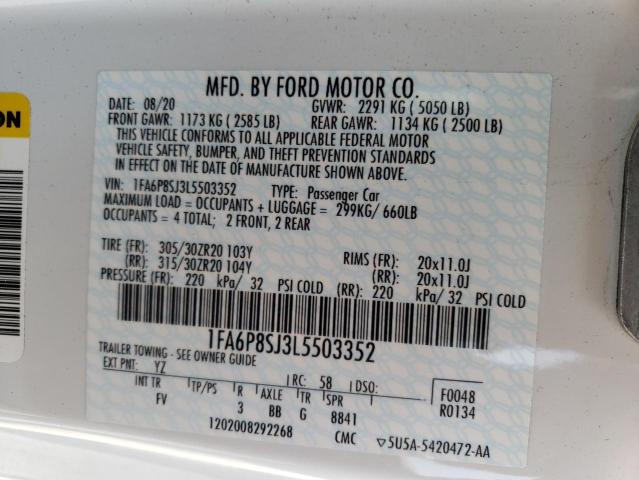 ON
MFD. BY FORD MOTOR CO.
DATE: 08/20 GVWR: 2291 KG ( 5050 LB)
FRONT GAWR: 1173 KG ( 2585 LB) REAR GAWR: 1134 KG ( 2500 LB)
THIS VEHICLE CONFORMS TO ALL APPLICABLE FEDERAL MOTOR
VEHICLE SAFETY, BUMPER, AND THEFT PREVENTION STANDARDS
IN EFFECT ON THE DATE OF MANUFACTURE SHOWN ABOVE.
VIN: 1FA6P8SJ3L5503352 TYPE: Passenger Car
MAXIMUM LOAD = OCCUPANTS + LUGGAGE = 299KG/ 660LB
OCCUPANTS = 4 TOTAL; 2 FRONT, 2 REAR
TIRE (FR): 305/30ZR20 103Y RIMS (FR): 20x11.0J
(RR): 315/30ZR20 104Y (RR): 20x11.0J
PRESSURE (FR): 220 kPa/ 32 PSI COLD (RR): 220 kPa/ 32 PSI COLD
1FA6P8SJ3L5503352
TRAILER TOWING - SEE OWNER GUIDE
EXT PNT: YZ RC: 58 DSO: F0048
INT TR TP/PS R AXLE TR SPR R0134
FV 3 BB G 8841
1202008292268 CMC 5U5A-5420472-AA